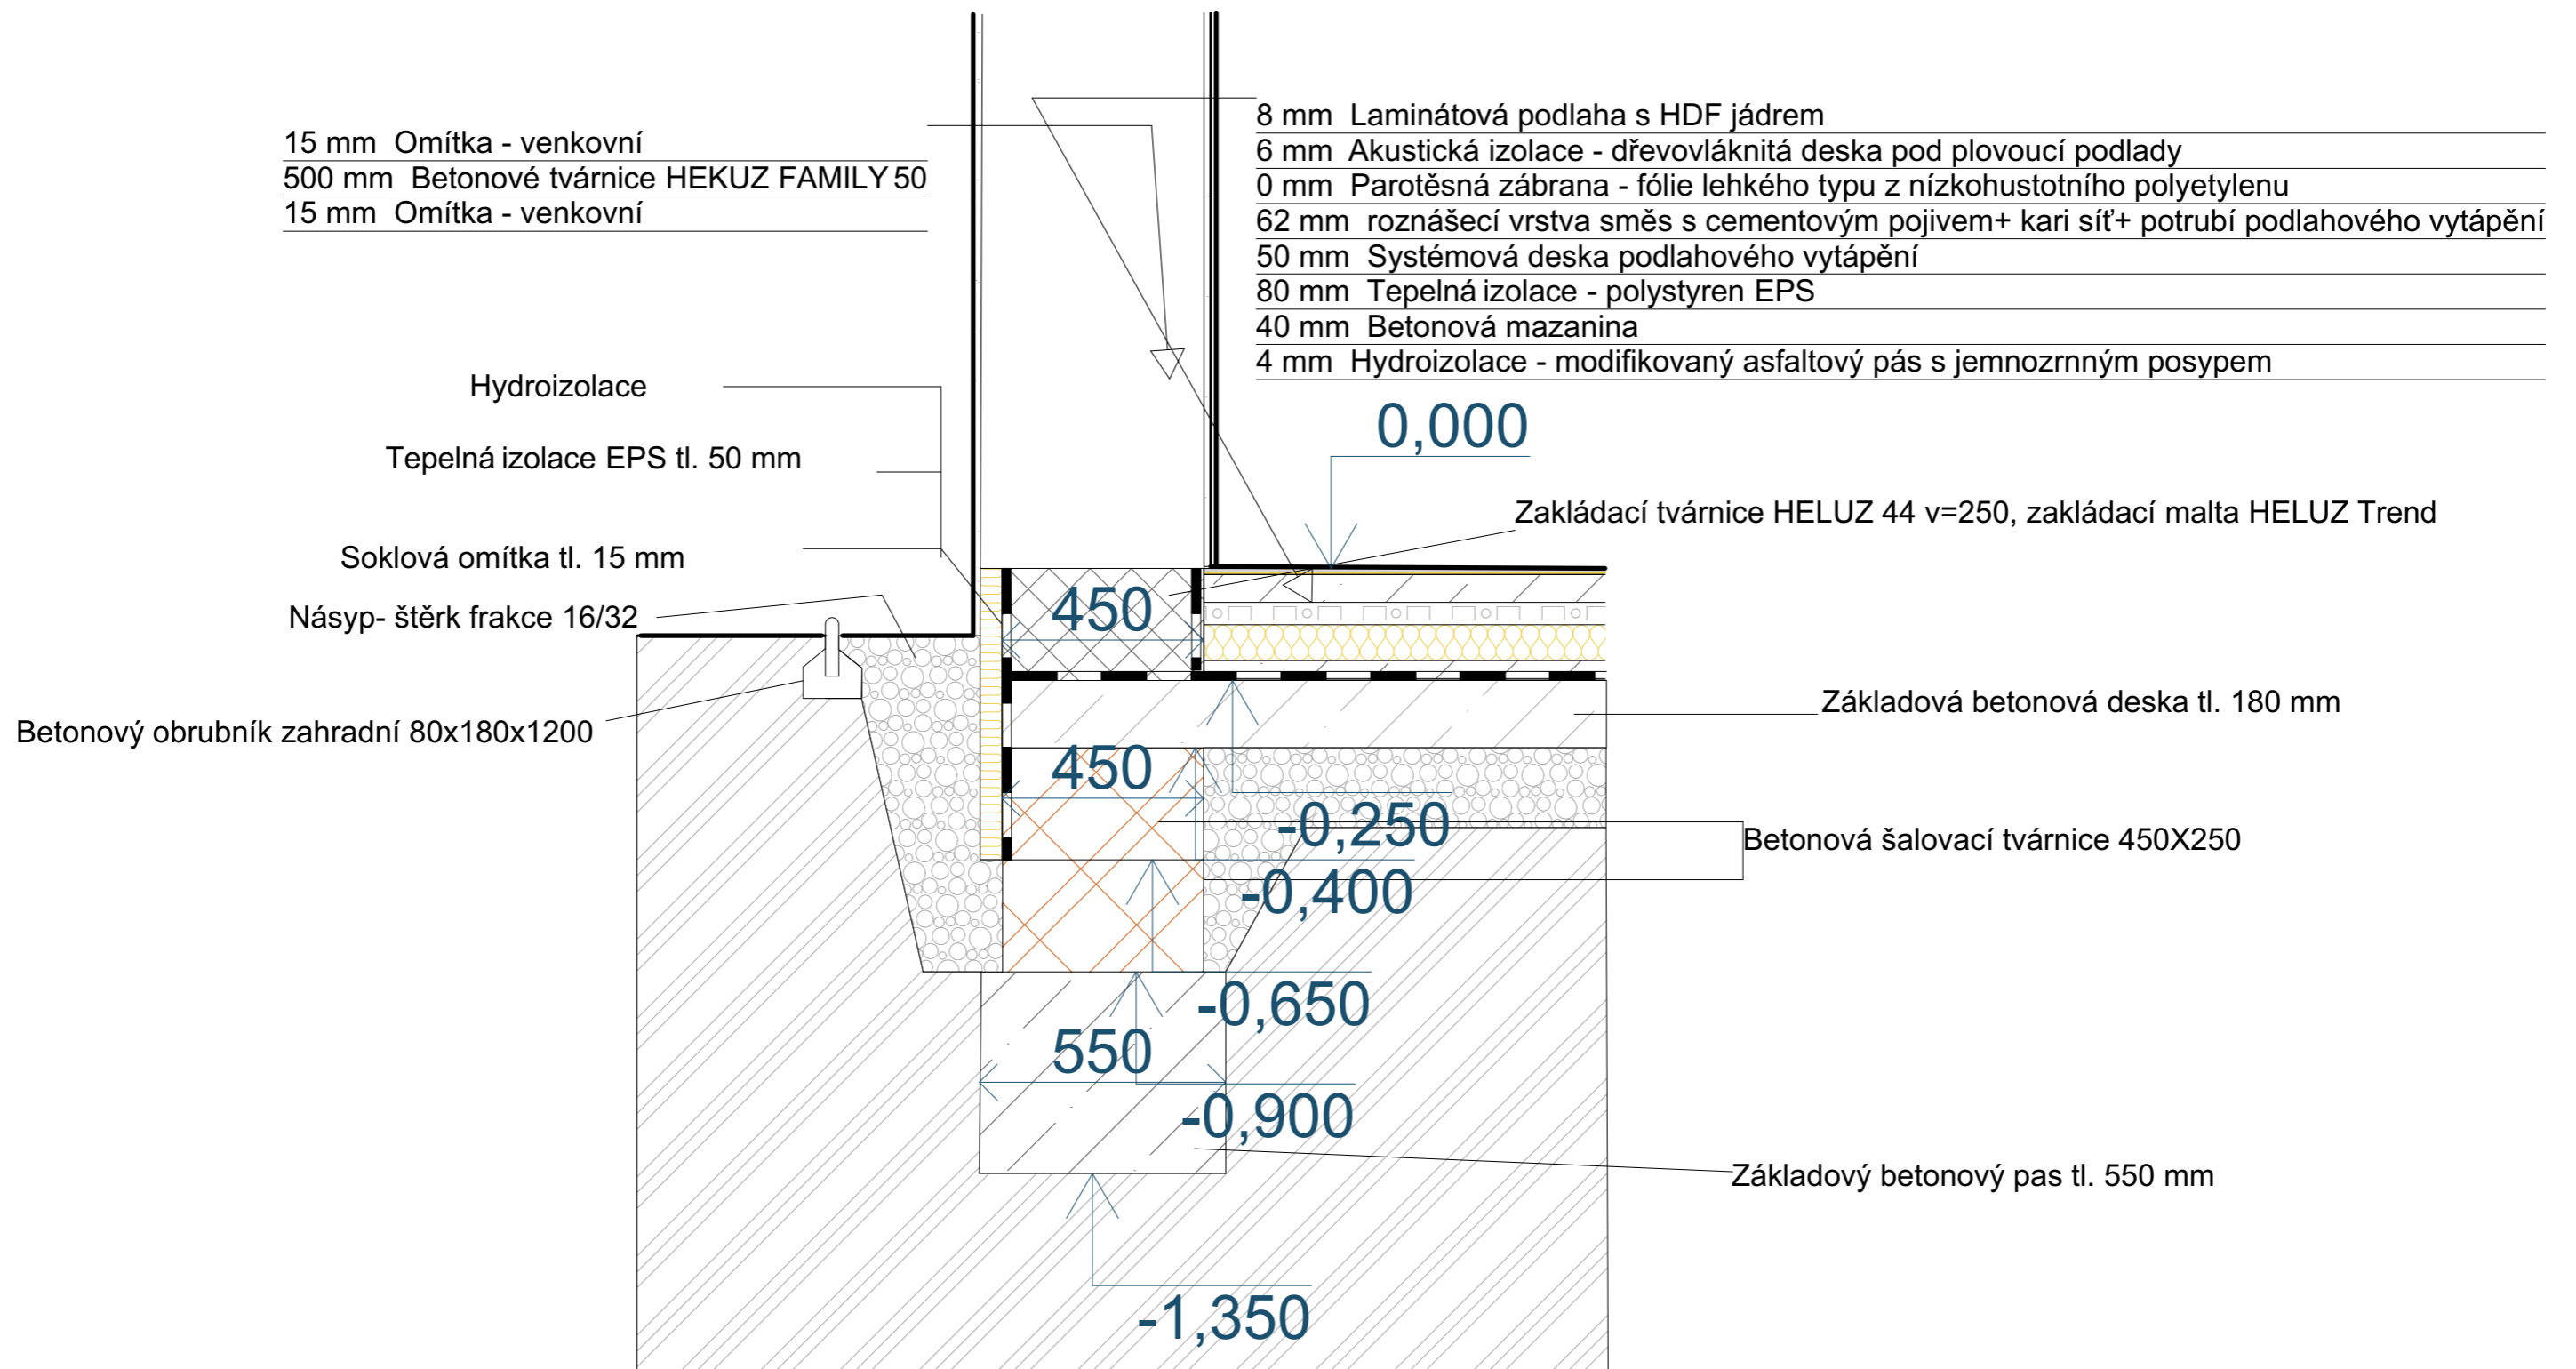 15 mm Omítka - venkovní
500 mm Betonové tvárnice HEKUZ FAMILY 50
15 mm Omítka - venkovní
8 mm Laminátová podlaha s HDF jádrem
6 mm Akustická izolace - dřevovláknitá deska pod plovoucí podlady
0 mm Parotěsná zábrana - fólie lehkého typu z nízkohustotního polyetylenu
62 mm roznášecí vrstva směs s cementovým pojivem+ kari síť+ potrubí podlahového vytápění
50 mm Systémová deska podlahového vytápění
80 mm Tepelná izolace - polystyren EPS
40 mm Betonová mazanina
4 mm Hydroizolace - modifikovaný asfaltový pás s jemnozrnným posypem
Hydroizolace
0,000
Tepelná izolace EPS tl. 50 mm
Zakládací tvárnice HELUZ 44 v=250, zakládací malta HELUZ Trend
Soklová omítka tl. 15 mm
450
Násyp- štěrk frakce 16/32
Základová betonová deska tl. 180 mm
Betonový obrubník zahradní 80x180x1200
450
-0,250
Betonová šalovací tvárnice 450X250
-0,400
-0,650
550
-0,900
Základový betonový pas tl. 550 mm
-1,350